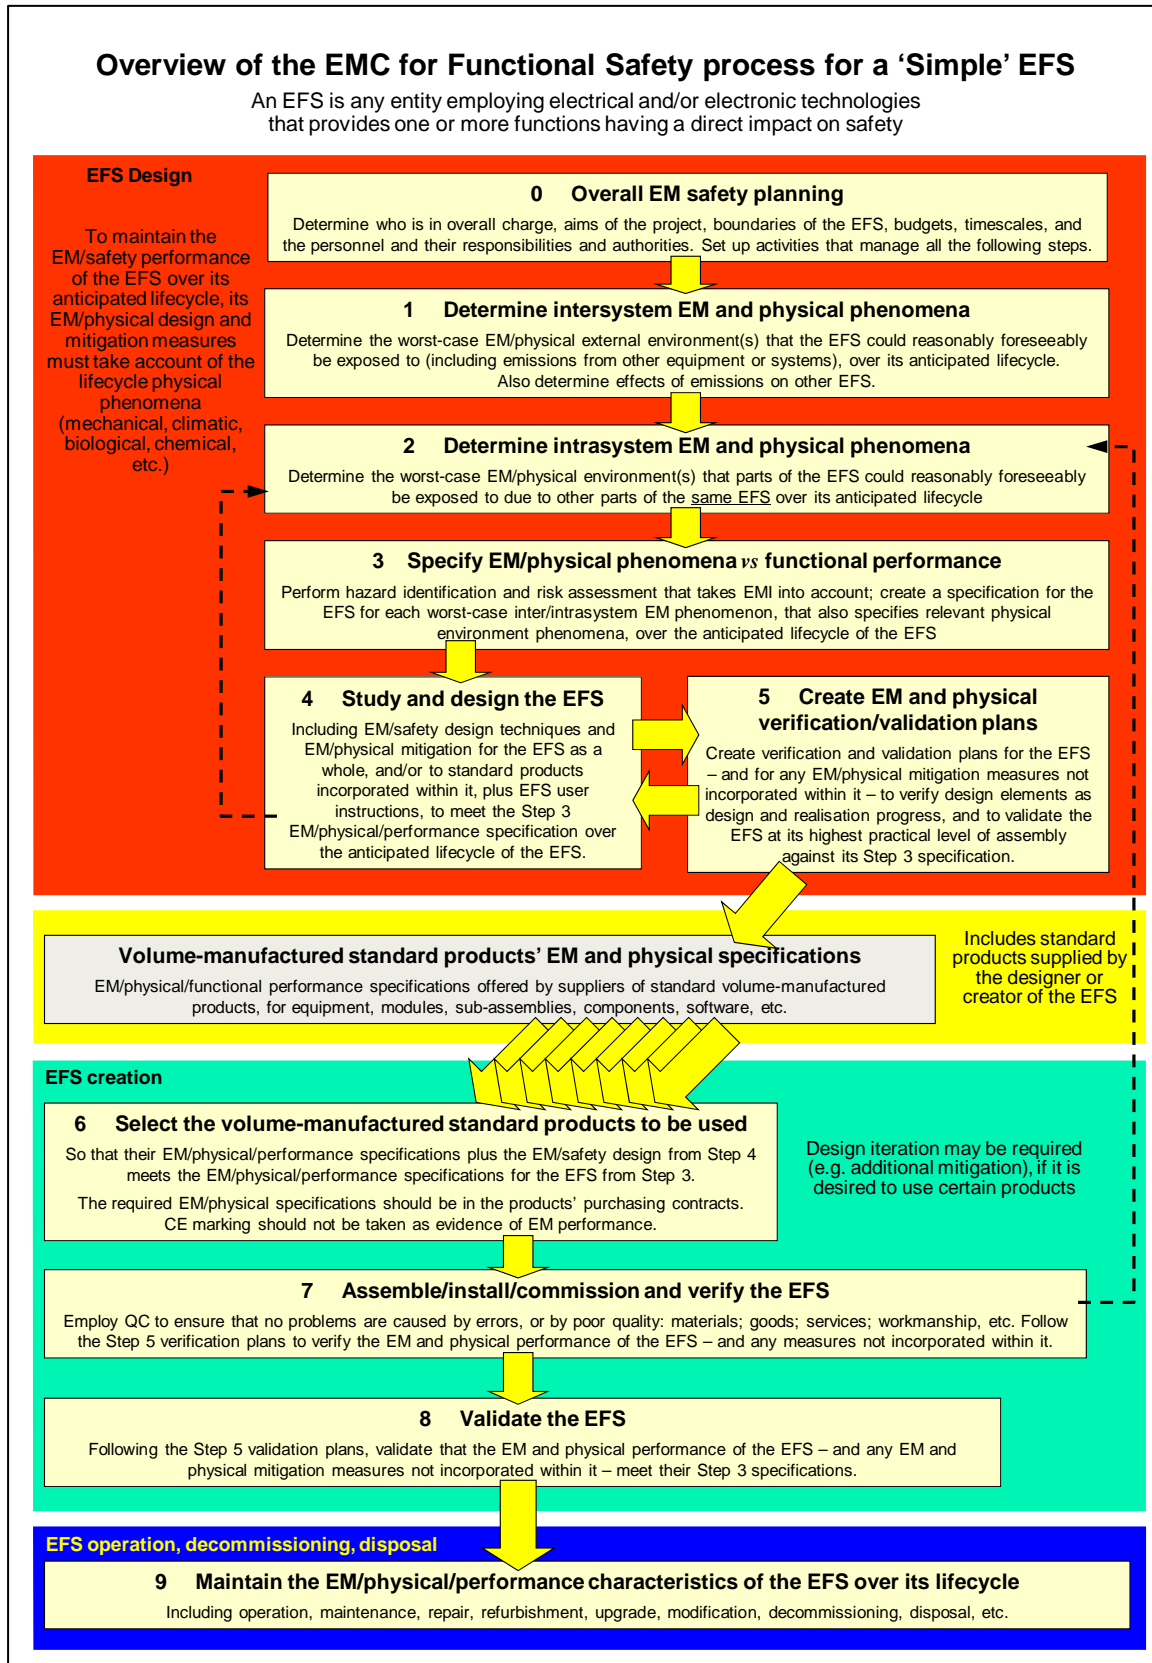 Overview of the EMC for Functional Safety process for a ‘Simple’ EFS
An EFS is any entity employing electrical and/or electronic technologies
that provides one or more functions having a direct impact on safety
EFS Design
To maintain the
EM/safety performance
of the EFS over its
anticipated lifecycle, its
EM/physical design and
mitigation measures
must take account of the
lifecycle physical
phenomena
(mechanical, climatic,
biological, chemical,
etc.)
0 Overall EM safety planning
Determine who is in overall charge, aims of the project, boundaries of the EFS, budgets, timescales, and
the personnel and their responsibilities and authorities. Set up activities that manage all the following steps.
1 Determine intersystem EM and physical phenomena
Determine the worst-case EM/physical external environment(s) that the EFS could reasonably foreseeably
be exposed to (including emissions from other equipment or systems), over its anticipated lifecycle.
Also determine effects of emissions on other EFS.
2 Determine intrasystem EM and physical phenomena
Determine the worst-case EM/physical environment(s) that parts of the EFS could reasonably foreseeably
be exposed to due to other parts of the same EFS over its anticipated lifecycle
3 Specify EM/physical phenomena vs functional performance
Perform hazard identification and risk assessment that takes EMI into account; create a specification for the
EFS for each worst-case inter/intrasystem EM phenomenon, that also specifies relevant physical
environment phenomena, over the anticipated lifecycle of the EFS
4 Study and design the EFS
Including EM/safety design techniques and
EM/physical mitigation for the EFS as a
whole, and/or to standard products
incorporated within it, plus EFS user
instructions, to meet the Step 3
EM/physical/performance specification over
the anticipated lifecycle of the EFS.
5 Create EM and physical
verification/validation plans
Create verification and validation plans for the EFS
– and for any EM/physical mitigation measures not
incorporated within it – to verify design elements as
design and realisation progress, and to validate the
EFS at its highest practical level of assembly
against its Step 3 specification.
Volume-manufactured standard products’ EM and physical specifications
EM/physical/functional performance specifications offered by suppliers of standard volume-manufactured
products, for equipment, modules, sub-assemblies, components, software, etc.
Includes standard
products supplied by
the designer or
creator of the EFS
EFS creation
6 Select the volume-manufactured standard products to be used
So that their EM/physical/performance specifications plus the EM/safety design from Step 4
meets the EM/physical/performance specifications for the EFS from Step 3.
The required EM/physical specifications should be in the products’ purchasing contracts.
CE marking should not be taken as evidence of EM performance.
Design iteration may be required
(e.g. additional mitigation), if it is
desired to use certain products
7 Assemble/install/commission and verify the EFS
Employ QC to ensure that no problems are caused by errors, or by poor quality: materials; goods; services; workmanship, etc. Follow
the Step 5 verification plans to verify the EM and physical performance of the EFS – and any measures not incorporated within it.
8 Validate the EFS
Following the Step 5 validation plans, validate that the EM and physical performance of the EFS – and any EM and
physical mitigation measures not incorporated within it – meet their Step 3 specifications.
EFS operation, decommissioning, disposal
9 Maintain the EM/physical/performance characteristics of the EFS over its lifecycle
Including operation, maintenance, repair, refurbishment, upgrade, modification, decommissioning, disposal, etc.